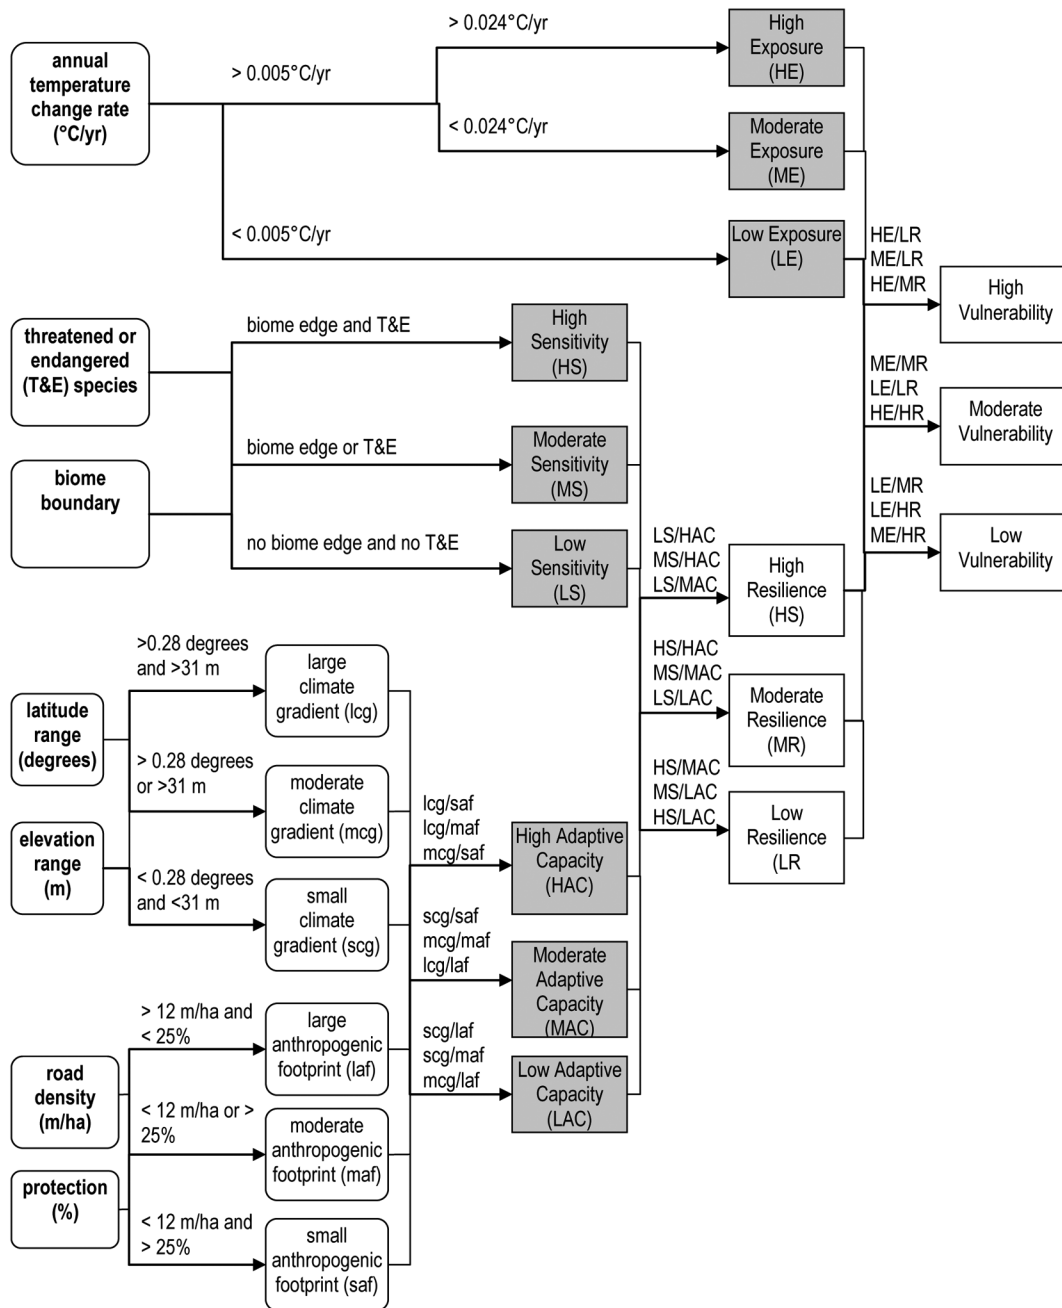 annual
temperature
change rate
(°C/yr)
> 0.005°C/yr
< 0.005°C/yr
> 0.024°C/yr
< 0.024°C/yr
High
Exposure
(HE)
Moderate
Exposure
(ME)
Low Exposure
(LE)
HE/LR
ME/LR
HE/MR
High
Vulnerability
ME/MR
LE/LR
HE/HR
Moderate
Vulnerability
LE/MR
LE/HR
ME/HR
Low
Vulnerability
threatened or
endangered
(T&E) species
biome
boundary
biome edge and T&E
biome edge or T&E
no biome edge and no T&E
High
Sensitivity
(HS)
Moderate
Sensitivity
(MS)
Low
Sensitivity
(LS)
LS/HAC
MS/HAC
LS/MAC
High
Resilience
(HS)
HS/HAC
MS/MAC
LS/LAC
Moderate
Resilience
(MR)
HS/MAC
MS/LAC
HS/LAC
Low
Resilience
(LR
latitude
range
(degrees)
elevation
range
(m)
>0.28 degrees
and >31 m
> 0.28 degrees
or >31 m
< 0.28 degrees
and <31 m
large
climate
gradient (lcg)
moderate
climate
gradient (mcg)
small
climate
gradient (scg)
lcg/saf
lcg/maf
mcg/saf
High Adaptive
Capacity
(HAC)
scg/saf
mcg/maf
lcg/laf
Moderate
Adaptive
Capacity
(MAC)
scg/laf
scg/maf
mcg/laf
Low Adaptive
Capacity
(LAC)
road
density
(m/ha)
protection
(%)
> 12 m/ha and
< 25%
< 12 m/ha or >
25%
< 12 m/ha and
> 25%
large
anthropogenic
footprint (laf)
moderate
anthropogenic
footprint (maf)
small
anthropogenic
footprint (saf)